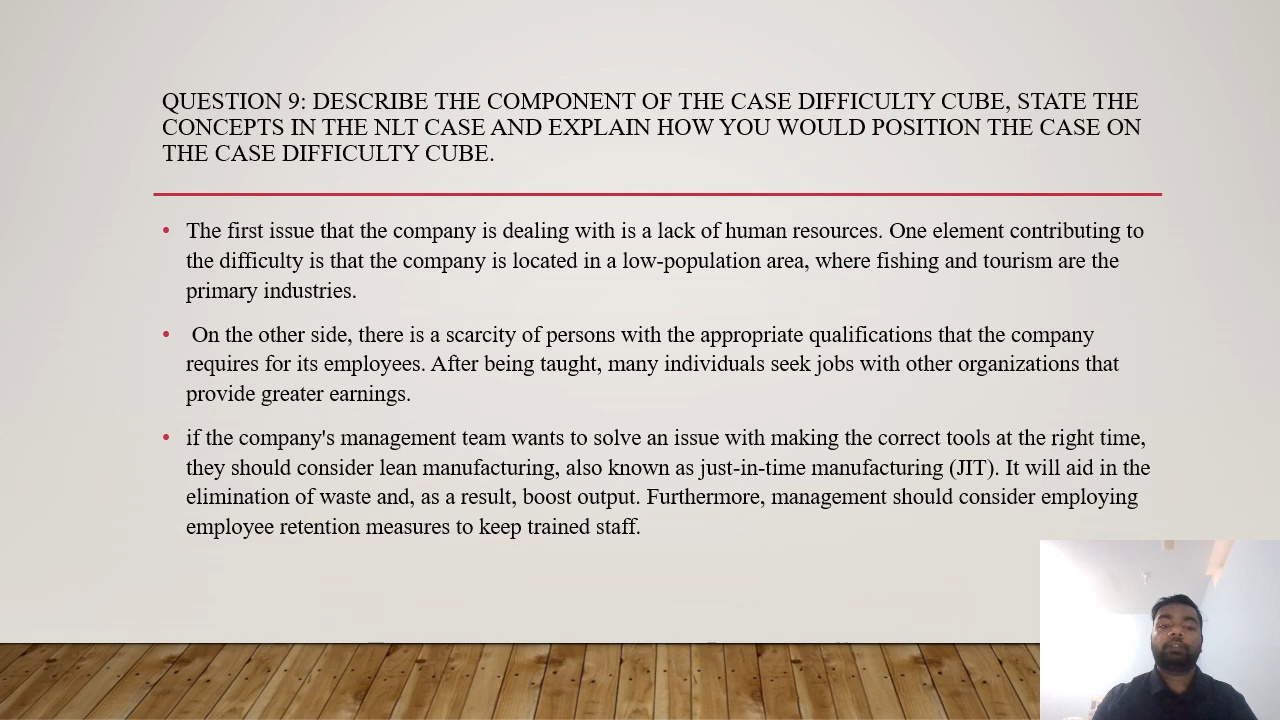 QUESTION 9: DESCRIBE THE COMPONENT OF THE CASE DIFFICULTY CUBE, STATE THE
CONCEPTS IN THE NLT CASE AND EXPLAIN HOW YOU WOULD POSITION THE CASE ON
THE CASE DIFFICULTY CUBE.
• The first issue that the company is dealing with is a lack of human resources. One element contributing to
the difficulty is that the company is located in a low-population area, where fishing and tourism are the
primary industries.
• On the other side, there is a scarcity of persons with the appropriate qualifications that the company
requires for its employees. After being taught, many individuals seek jobs with other organizations that
provide greater earnings.
• if the company's management team wants to solve an issue with making the correct tools at the right time,
they should consider lean manufacturing, also known as just-in-time manufacturing (JIT). It will aid in the
elimination of waste and, as a result, boost output. Furthermore, management should consider employing
employee retention measures to keep trained staff.